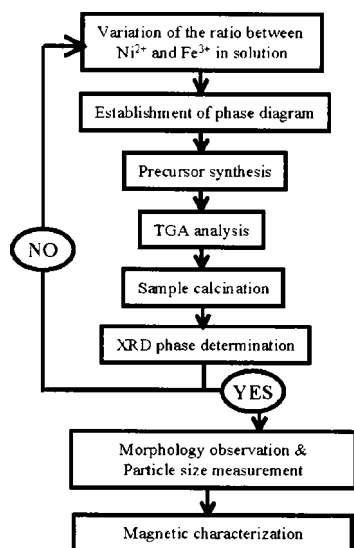 Variation of the ratio between
Ni²⁺ and Fe³⁺ in solution
Establishment of phase diagram
Precursor synthesis
TGA analysis
NO
Sample calcination
XRD phase determination
YES
Morphology observation &
Particle size measurement
Magnetic characterization